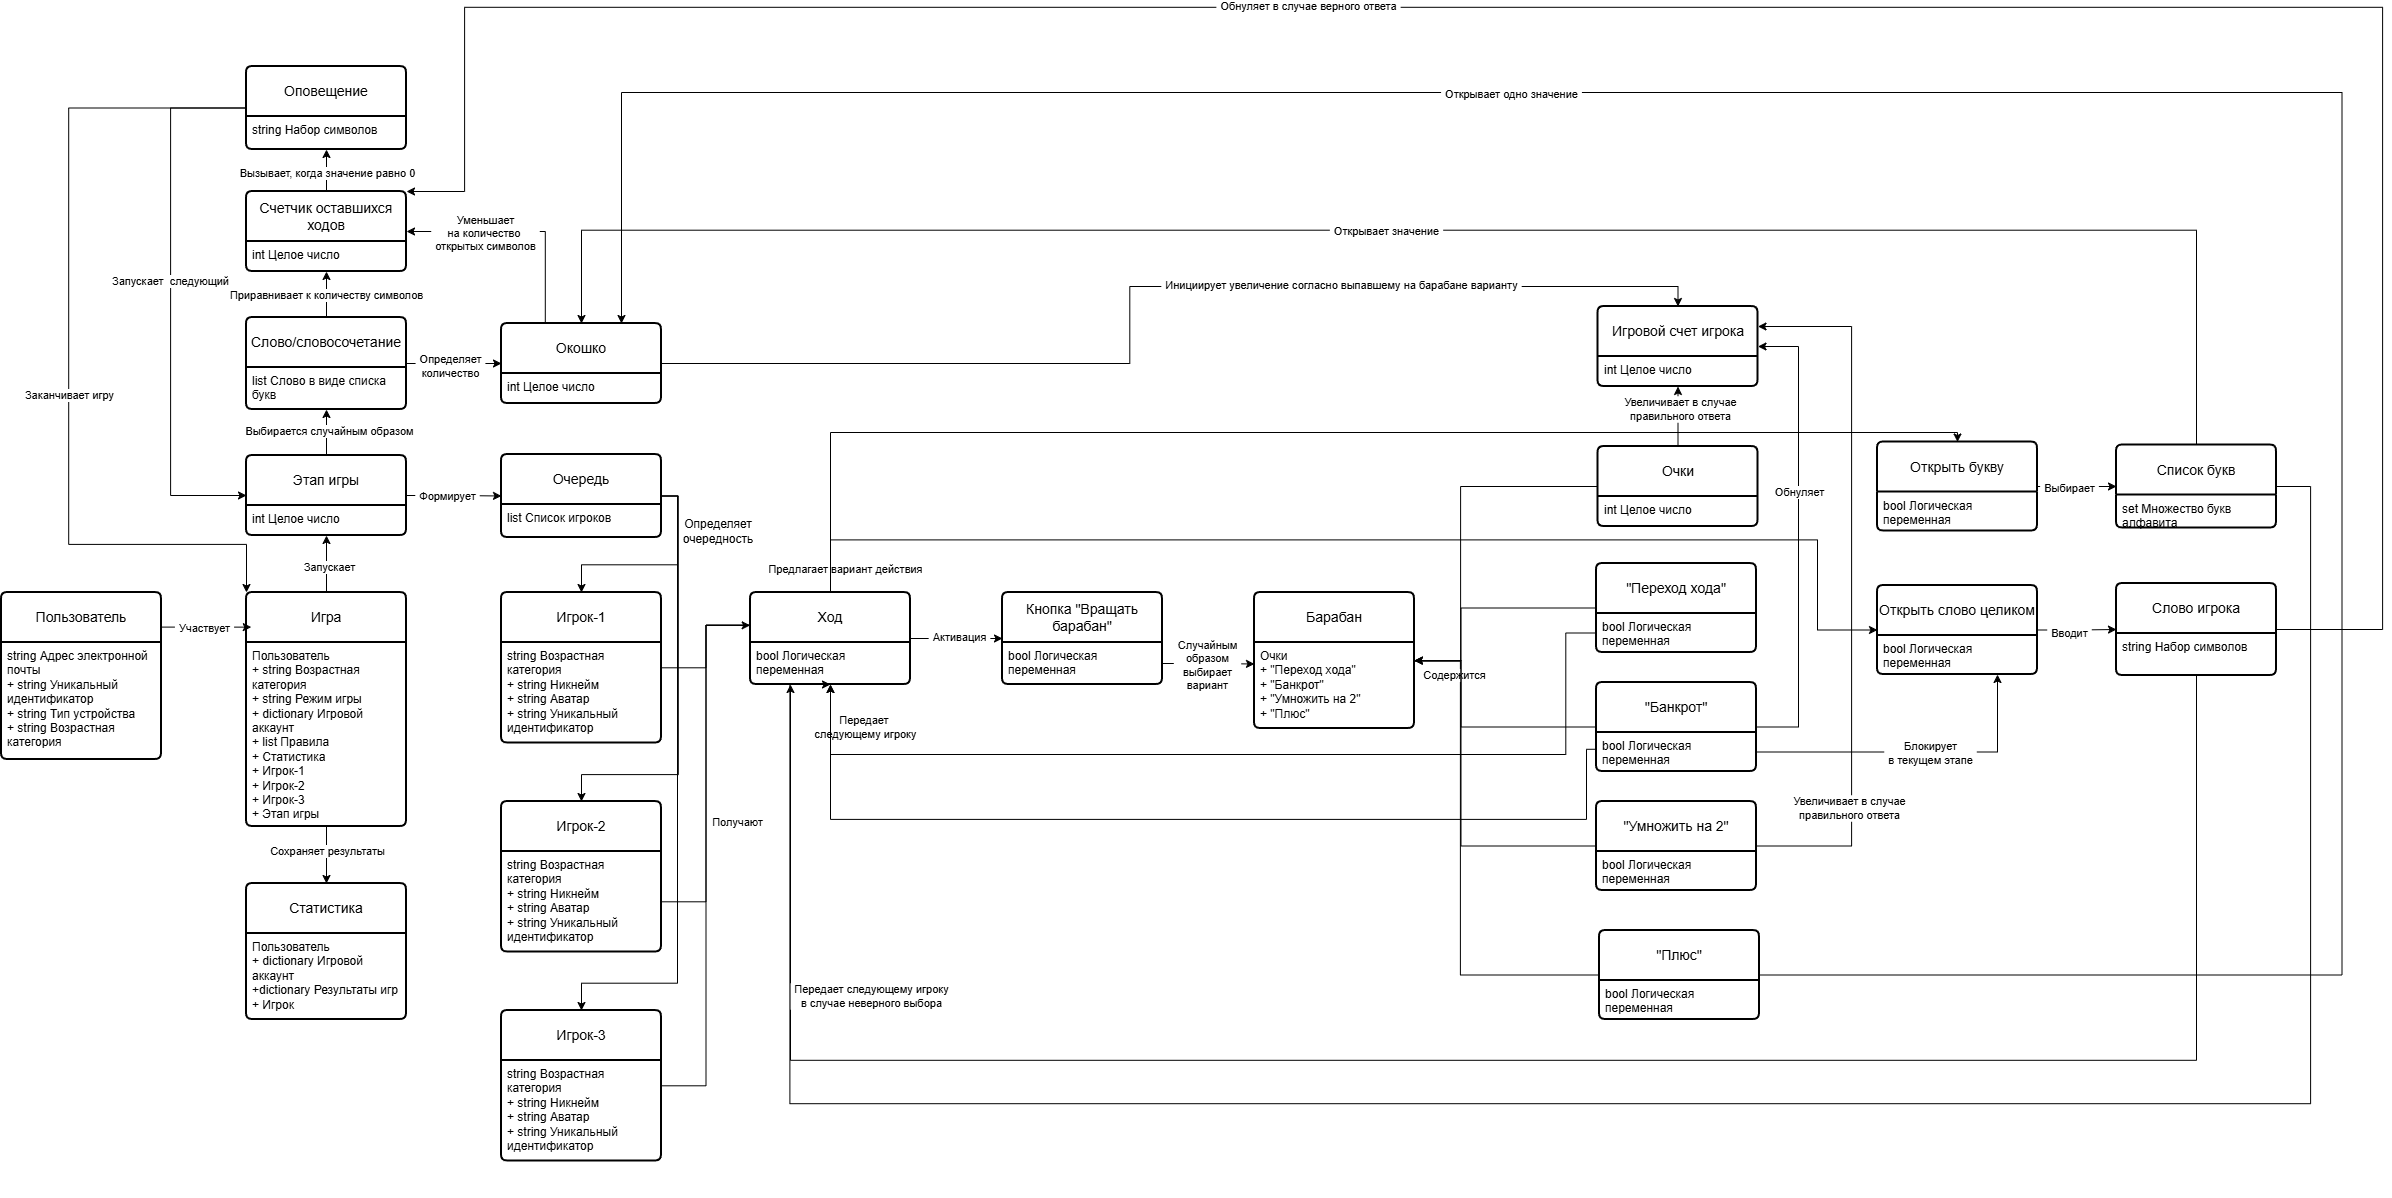 Обнуляет в случае верного ответа
Оповещение
string Набор символов
Открывает одно значение
Вызывает, когда значение равно 0
Счетчик оставшихся
ходов
int Целое число
Уменьшает
на количество
открытых символов
Открывает значение
Запускает следующий
Приравнивает к количеству символов
Инициирует увеличение согласно выпавшему на барабане варианту
Слово/словосочетание
list Слово в виде списка
букв
Определяет
количество
Окошко
int Целое число
Игровой счет игрока
int Целое число
Заканчивает игру
Увеличивает в случае
правильного ответа
Выбирается случайным образом
Этап игры
int Целое число
Формирует
Очередь
list Список игроков
Определяет
очередность
Очки
int Целое число
Обнуляет
Открыть букву
bool Логическая
переменная
Выбирает
Список букв
set Множество букв
алфавита
Запускает
Предлагает вариант действия
Пользователь
string Адрес электронной
почты
+ string Уникальный
идентификатор
+ string Тип устройства
+ string Возрастная
категория
Участвует
Игра
Пользователь
+ string Возрастная
категория
+ string Режим игры
+ dictionary Игровой
аккаунт
+ list Правила
+ Статистика
+ Игрок-1
+ Игрок-2
+ Игрок-3
+ Этап игры
Игрок-1
string Возрастная
категория
+ string Никнейм
+ string Аватар
+ string Уникальный
идентификатор
Ход
bool Логическая
переменная
Активация
Кнопка "Вращать
барабан"
bool Логическая
переменная
Случайным
образом
выбирает
вариант
Барабан
Очки
+ "Переход хода"
+ "Банкрот"
+ "Умножить на 2"
+ "Плюс"
Содержится
"Переход хода"
bool Логическая
переменная
Открыть слово целиком
bool Логическая
переменная
Вводит
Слово игрока
string Набор символов
Передает
следующему игроку
"Банкрот"
bool Логическая
переменная
Блокирует
в текущем этапе
Сохраняет результаты
Игрок-2
string Возрастная
категория
+ string Никнейм
+ string Аватар
+ string Уникальный
идентификатор
Получают
"Умножить на 2"
bool Логическая
переменная
Увеличивает в случае
правильного ответа
Статистика
Пользователь
+ dictionary Игровой
аккаунт
+dictionary Результаты игр
+ Игрок
"Плюс"
bool Логическая
переменная
Передает следующему игроку
в случае неверного выбора
Игрок-3
string Возрастная
категория
+ string Никнейм
+ string Аватар
+ string Уникальный
идентификатор